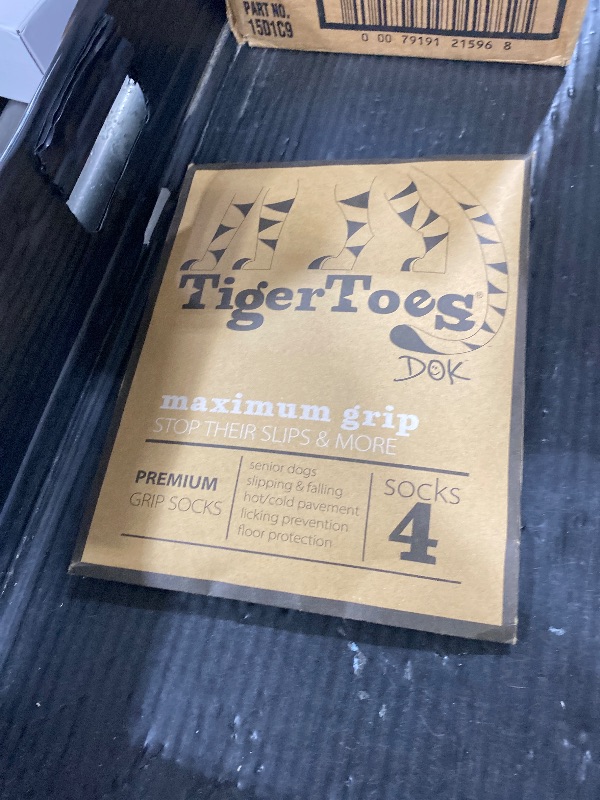 PART NO.
15D1C9
0 00 79191 21596 8
TigerToes®
DOK
maximum grip
STOP THEIR SLIPS & MORE
PREMIUM
GRIP SOCKS
senior dogs
slipping & falling
hot/cold pavement
licking prevention
floor protection
socks
4